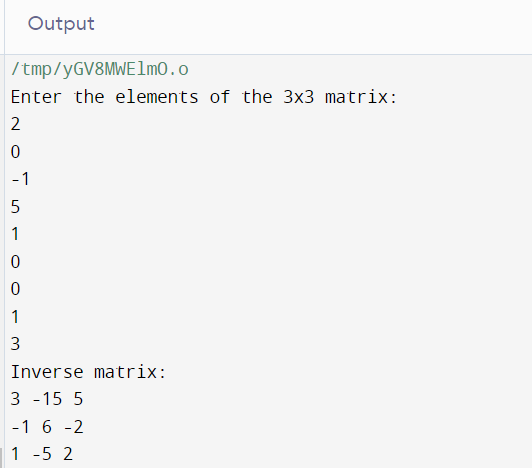 Output
/tmp/yGV8MWElmO.o
Enter the elements of the 3x3 matrix:
2
0
-1
5
1
0
0
1
3
Inverse matrix:
3 -15 5
-1 6 -2
1 -5 2